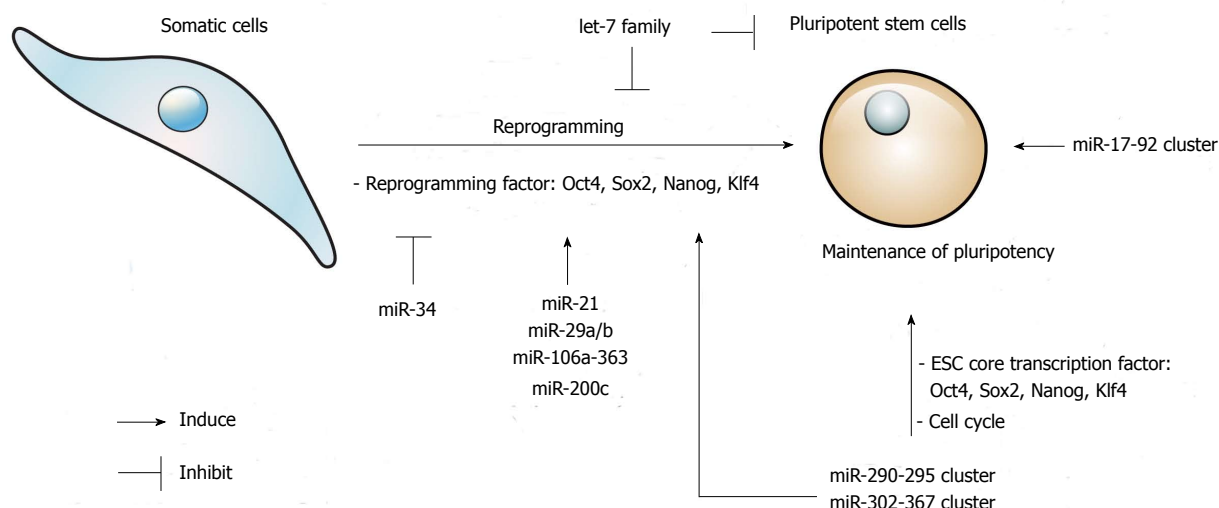 Somatic cells
let-7 family
Pluripotent stem cells
Reprogramming
miR-17-92 cluster
- Reprogramming factor: Oct4, Sox2, Nanog, Klf4
Maintenance of pluripotency
miR-34
miR-21
miR-29a/b
miR-106a-363
miR-200c
- ESC core transcription factor:
Oct4, Sox2, Nanog, Klf4
- Cell cycle
Induce
Inhibit
miR-290-295 cluster
miR-302-367 cluster